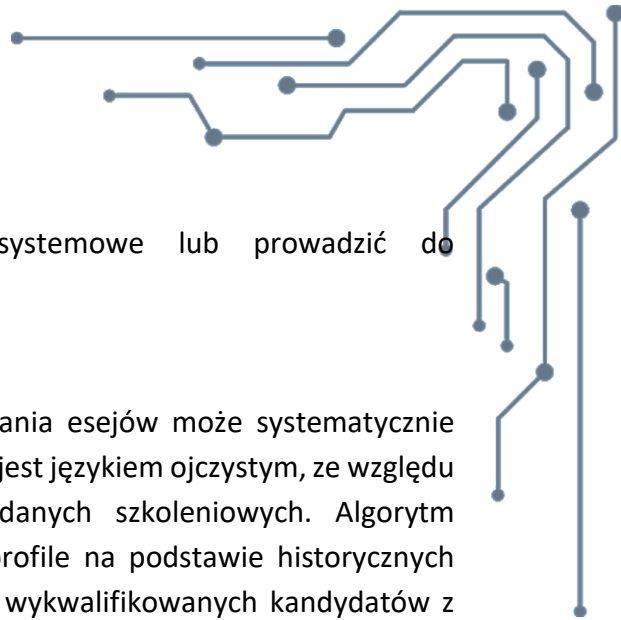 systemowe lub prowadzić do
ania esejów może systematycznie
jest językiem ojczystym, ze względu
danych szkoleniowych. Algorytm
profile na podstawie historycznych
wykwalifikowanych kandydatów z